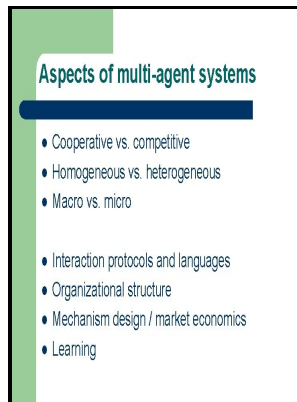 Aspects of multi-agent systems
● Cooperative vs. competitive
● Homogeneous vs. heterogeneous
● Macro vs. micro
● Interaction protocols and languages
● Organizational structure
● Mechanism design / market economics
● Learning